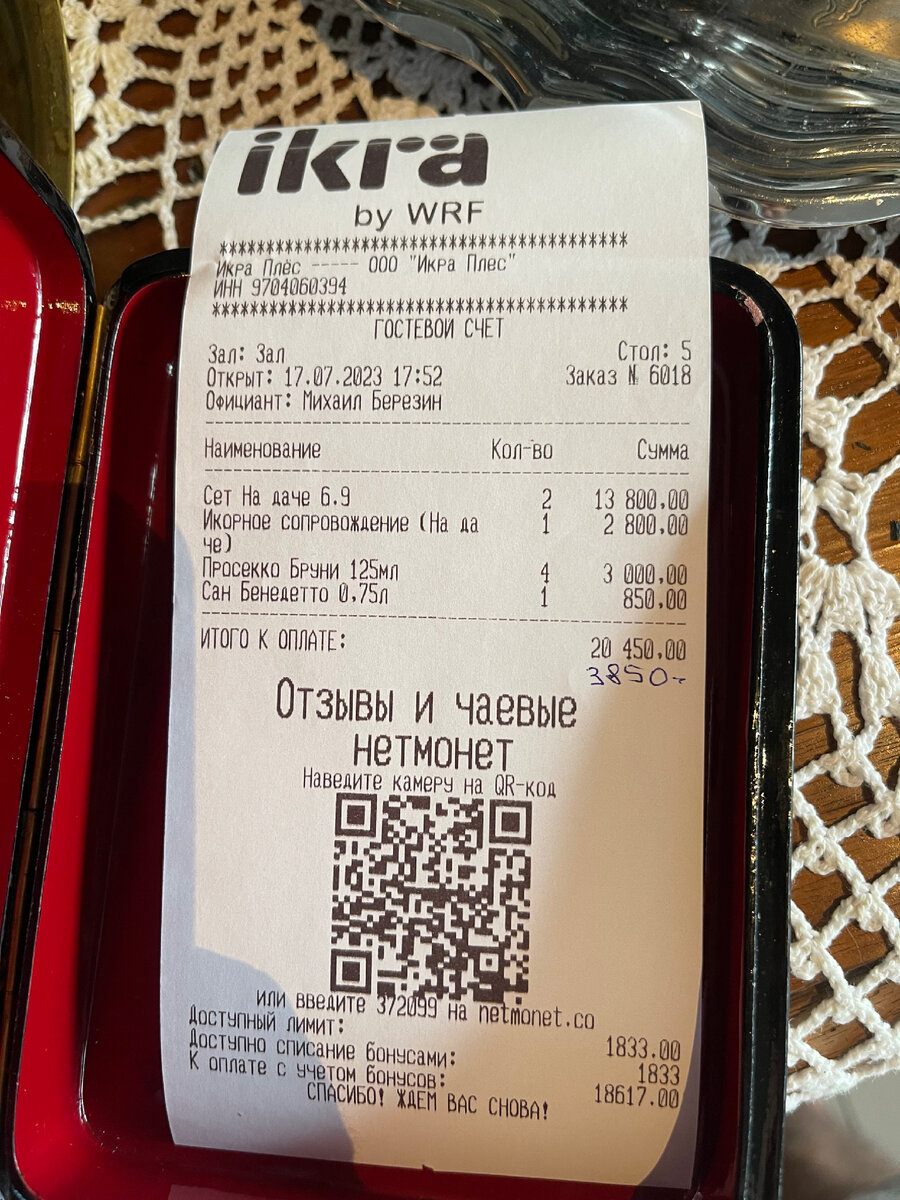 ikra
by WRF
***************************************
Икра Плёс ----- ООО "Икра Плес"
ИНН 9704060394
***************************************
ГОСТЕВОЙ СЧЕТ
Зал: Зал Стол: 5
Открыт: 17.07.2023 17:52 Заказ № 6018
Официант: Михаил Березин
Наименование Кол-во Сумма
Сет На даче 6.9 2 13 800,00
Икорное сопровождение (На да 1 2 800,00
че)
Просекко Бруни 125мл 4 3 000,00
Сан Бенедетто 0,75л 1 850,00
ИТОГО К ОПЛАТЕ: 20 450,00
3850-
Отзывы и чаевые
нетмонет
Наведите камеру на QR-код
или введите 372099 на netmonet.co
Доступный лимит: 1833.00
Доступно списание бонусами: 1833
К оплате с учетом бонусов: 18617.00
СПАСИБО! ЖДЕМ ВАС СНОВА!